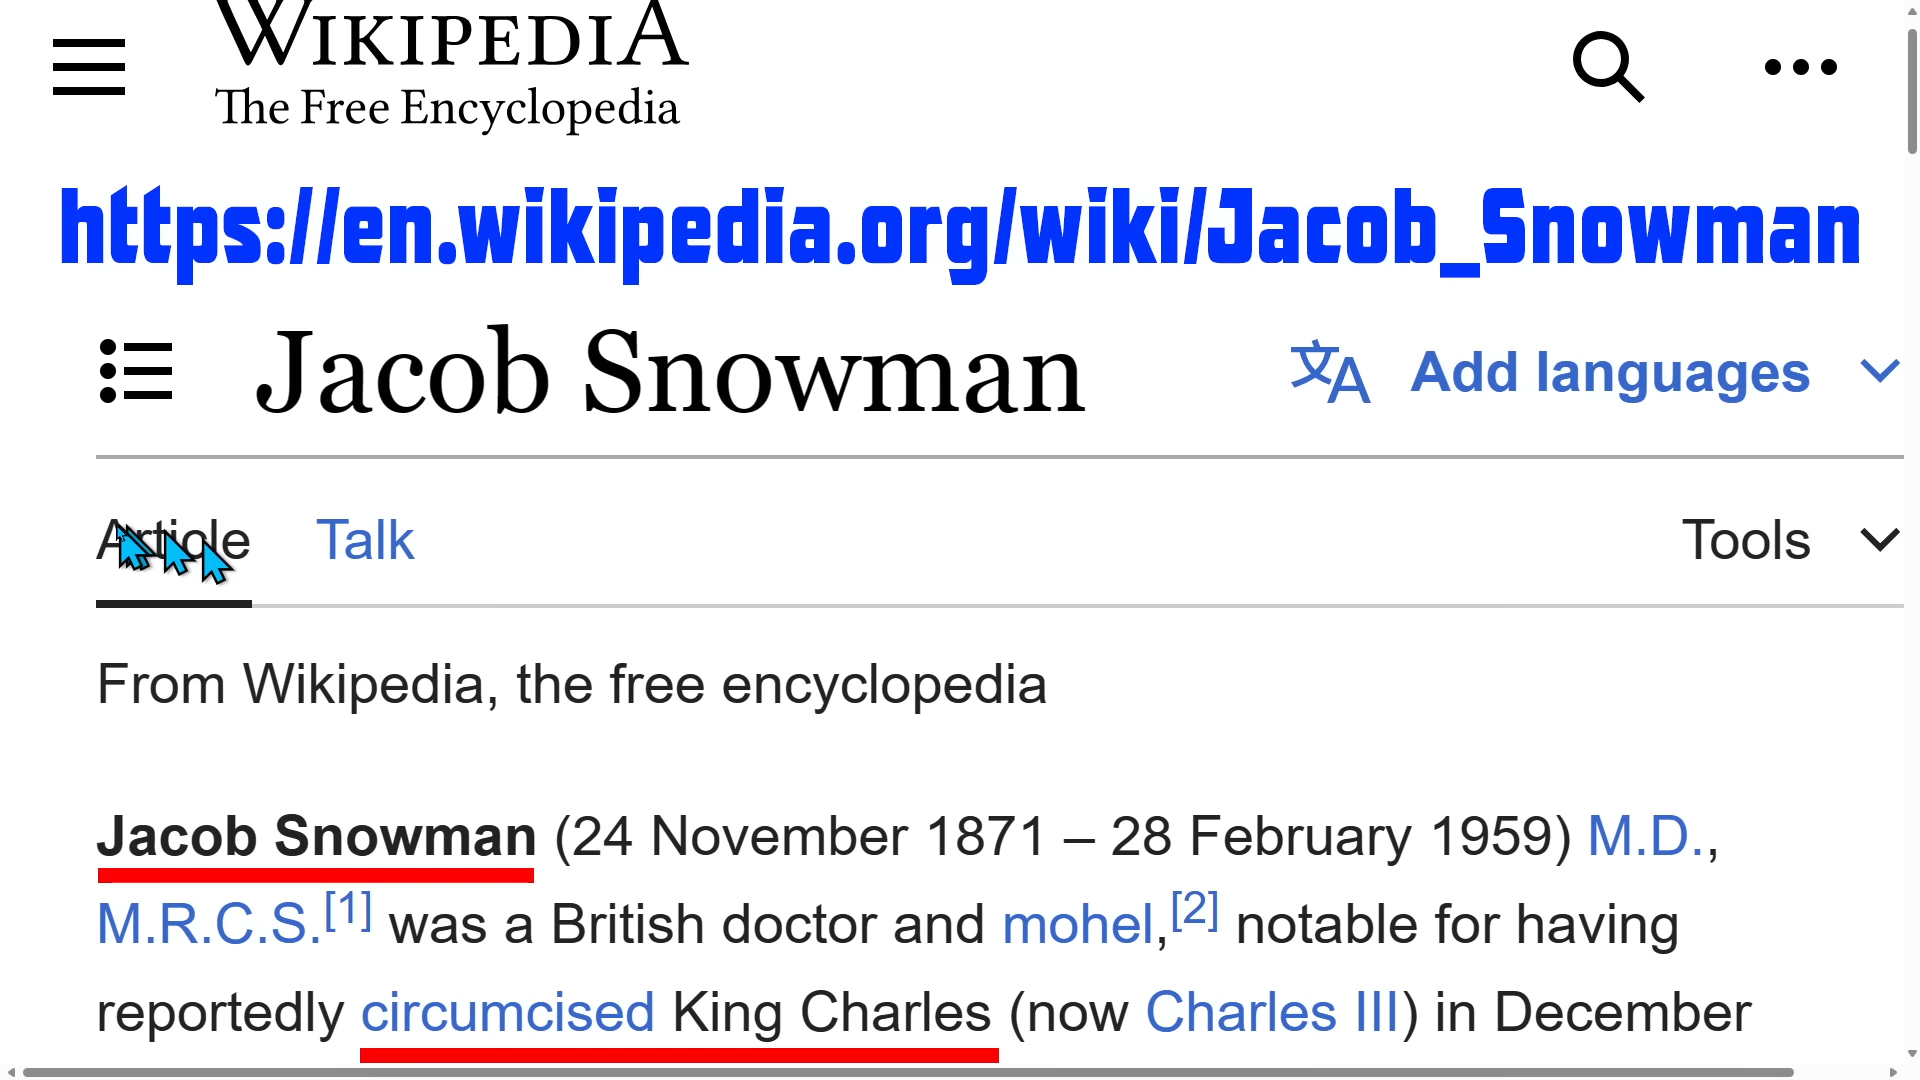 WIKIPEDIA
The Free Encyclopedia
https://en.wikipedia.org/wiki/Jacob_Snowman
Jacob Snowman
文A Add languages
Article Talk Tools
From Wikipedia, the free encyclopedia
Jacob Snowman (24 November 1871 – 28 February 1959) M.D.,
M.R.C.S.[1] was a British doctor and mohel,[2] notable for having
reportedly circumcised King Charles (now Charles III) in December